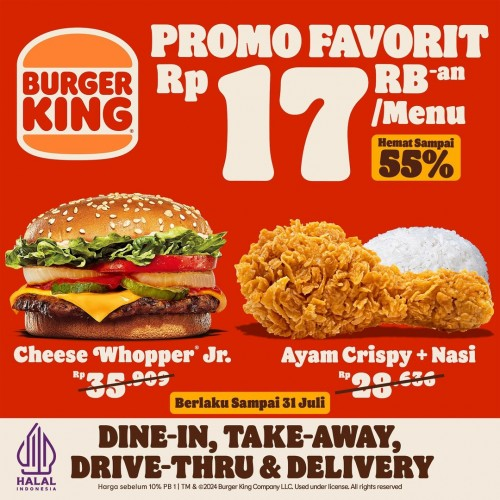 BURGER
KING
PROMO FAVORIT
Rp 17 RB-an
/Menu
Hemat Sampai
55%
Cheese Whopper® Jr.
Rp 35 909
Ayam Crispy + Nasi
Rp 28 636
Berlaku Sampai 31 Juli
HALAL
INDONESIA
DINE-IN, TAKE-AWAY,
DRIVE-THRU & DELIVERY
Harga sebelum 10% PB 1 | TM & ©2024 Burger King Company LLC. Used under license. All rights reserved